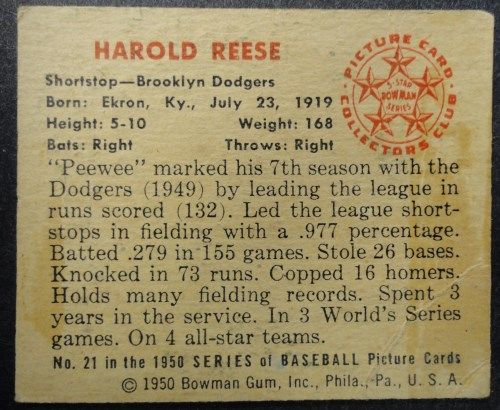 HAROLD REESE
Shortstop—Brooklyn Dodgers
Born: Ekron, Ky., July 23, 1919
Height: 5-10 Weight: 168
Bats: Right Throws: Right
PICTURE CARD
COLLECTORS CLUB
5-STAR
BOWMAN
SERIES
"Peewee" marked his 7th season with the
Dodgers (1949) by leading the league in
runs scored (132). Led the league short-
stops in fielding with a .977 percentage.
Batted .279 in 155 games. Stole 26 bases.
Knocked in 73 runs. Copped 16 homers.
Holds many fielding records. Spent 3
years in the service. In 3 World's Series
games. On 4 all-star teams.
No. 21 in the 1950 SERIES of BASEBALL Picture Cards
© 1950 Bowman Gum, Inc., Phila., Pa., U. S. A.